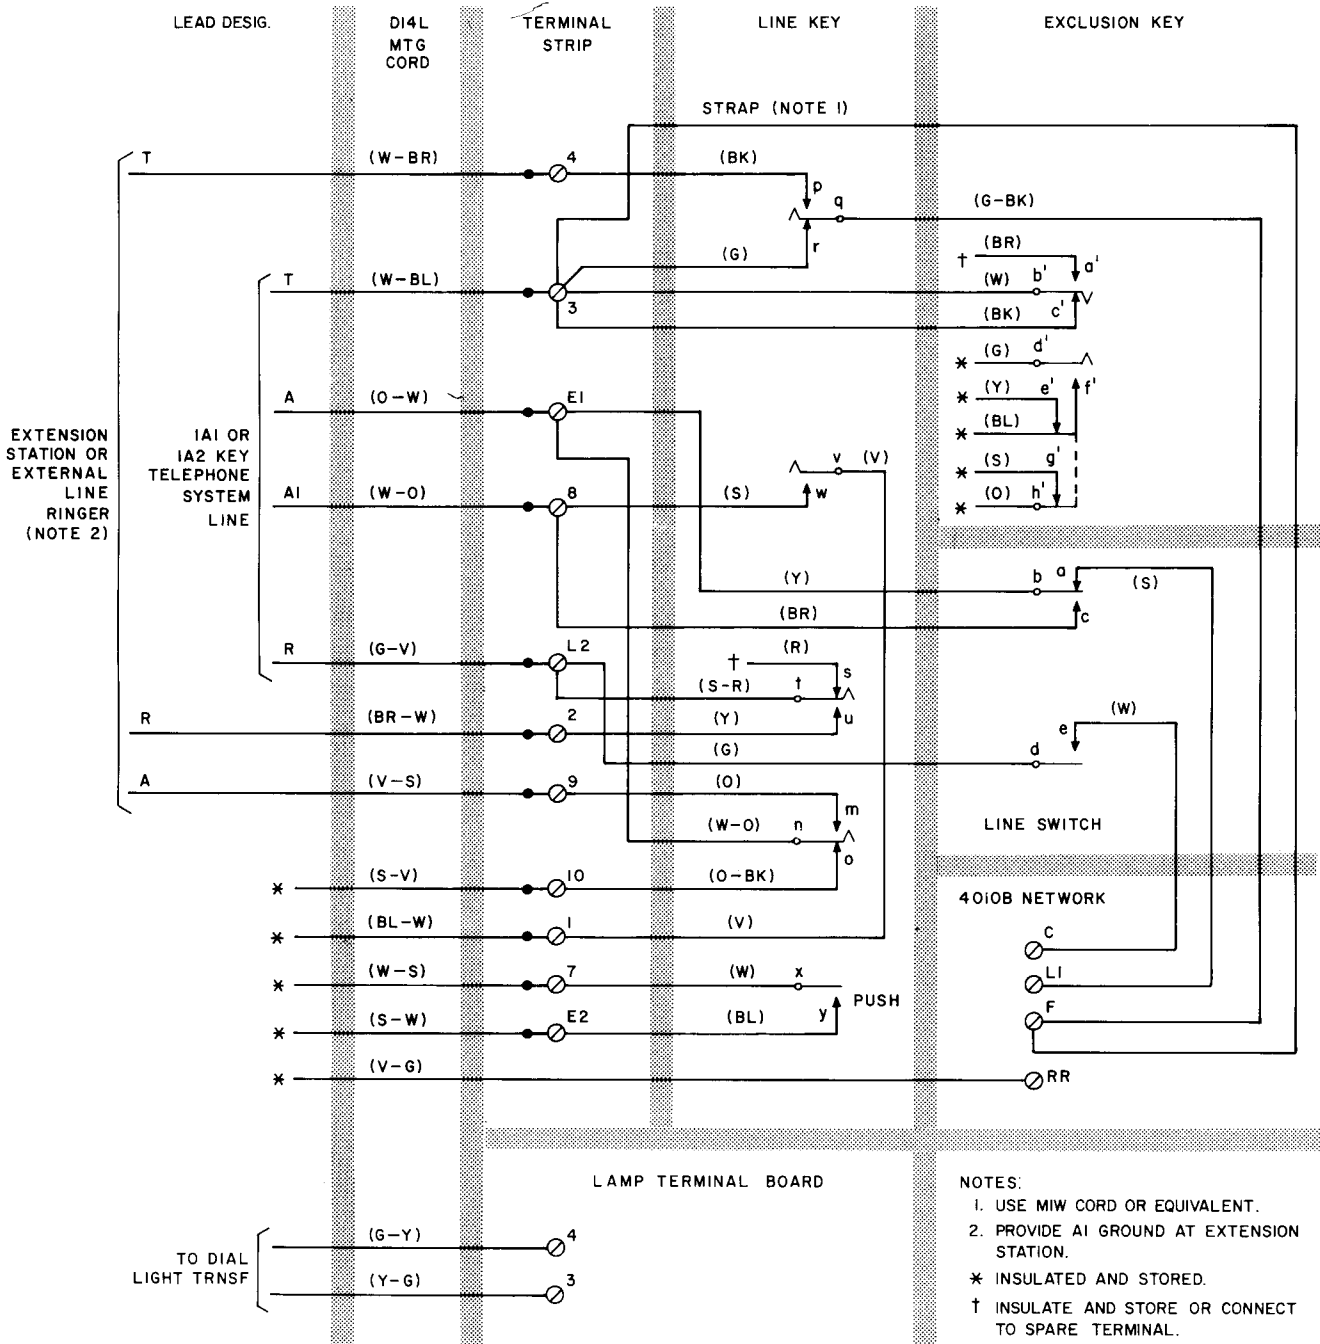 LEAD DESIG.
D14L
MTG
CORD
TERMINAL
STRIP
LINE KEY
EXCLUSION KEY
STRAP (NOTE 1)
T
(W-BR)
4
(BK)
p
q
(G-BK)
r
(G)
(BR)
† a'
T
(W-BL)
3
(W)
b'
c'
(BK)
* (G) d'
* (Y) e' f'
* (BL)
* (S) g'
* (O) h'
A
(O-W)
E1
EXTENSION
STATION OR
EXTERNAL
LINE
RINGER
(NOTE 2)
1A1 OR
1A2 KEY
TELEPHONE
SYSTEM
LINE
v (V)
A1
(W-O)
8
(S)
w
(Y)
b
a
(S)
(BR)
c
R
(G-V)
L2
† (R)
s
(S-R)
t
R
(BR-W)
2
(Y)
u
(W)
e
(G)
d
A
(V-S)
9
(O)
m
(W-O)
n
o
LINE SWITCH
* (S-V)
10
(O-BK)
4010B NETWORK
* (BL-W)
1
(V)
C
* (W-S)
7
(W)
x
L1
PUSH
* (S-W)
E2
(BL)
y
F
* (V-G)
RR
LAMP TERMINAL BOARD
TO DIAL
LIGHT TRNSF
(G-Y)
4
(Y-G)
3
NOTES:
1. USE M1W CORD OR EQUIVALENT.
2. PROVIDE A1 GROUND AT EXTENSION
STATION.
* INSULATED AND STORED.
† INSULATE AND STORE OR CONNECT
TO SPARE TERMINAL.